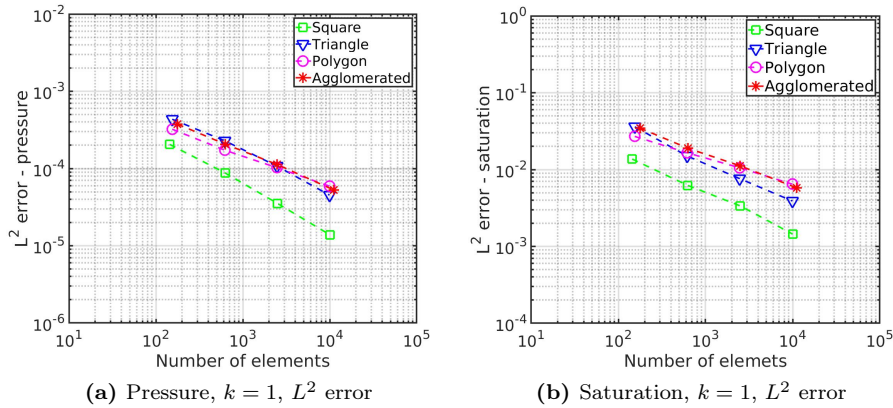 10^-2
10^-3
10^-4
10^-5
10^-6
L^2 error - pressure
Square
Triangle
Polygon
Agglomerated
10^1
10^2
10^3
10^4
10^5
Number of elements
(a) Pressure, k = 1, L^2 error
10^0
10^-1
10^-2
10^-3
10^-4
L^2 error - saturation
Square
Triangle
Polygon
Agglomerated
10^1
10^2
10^3
10^4
10^5
Number of elemets
(b) Saturation, k = 1, L^2 error